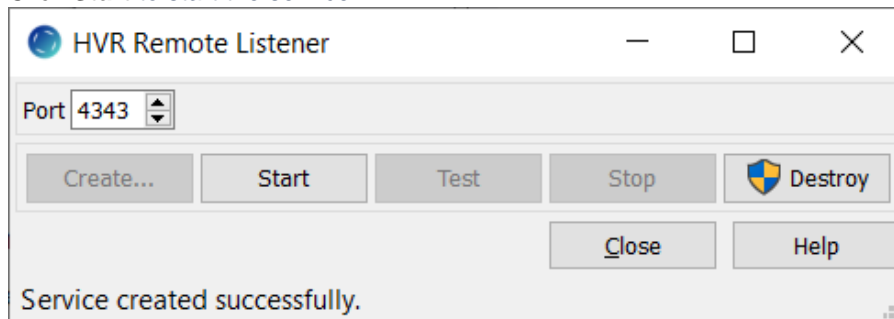 HVR Remote Listener
Port 4343
Create... Start Test Stop Destroy
Close Help
Service created successfully.